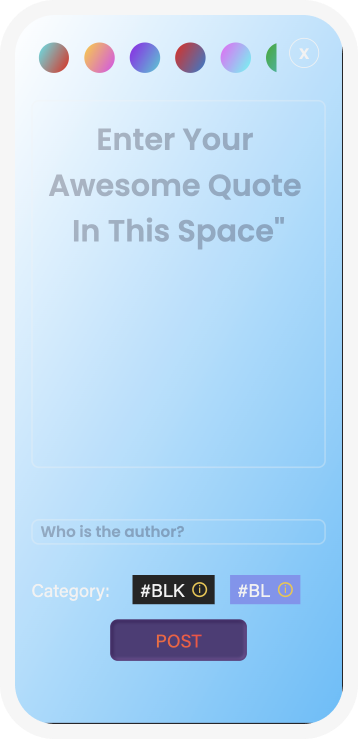 X
Enter Your
Awesome Quote
In This Space"
Who is the author?
Category: #BLK i #BL i
POST